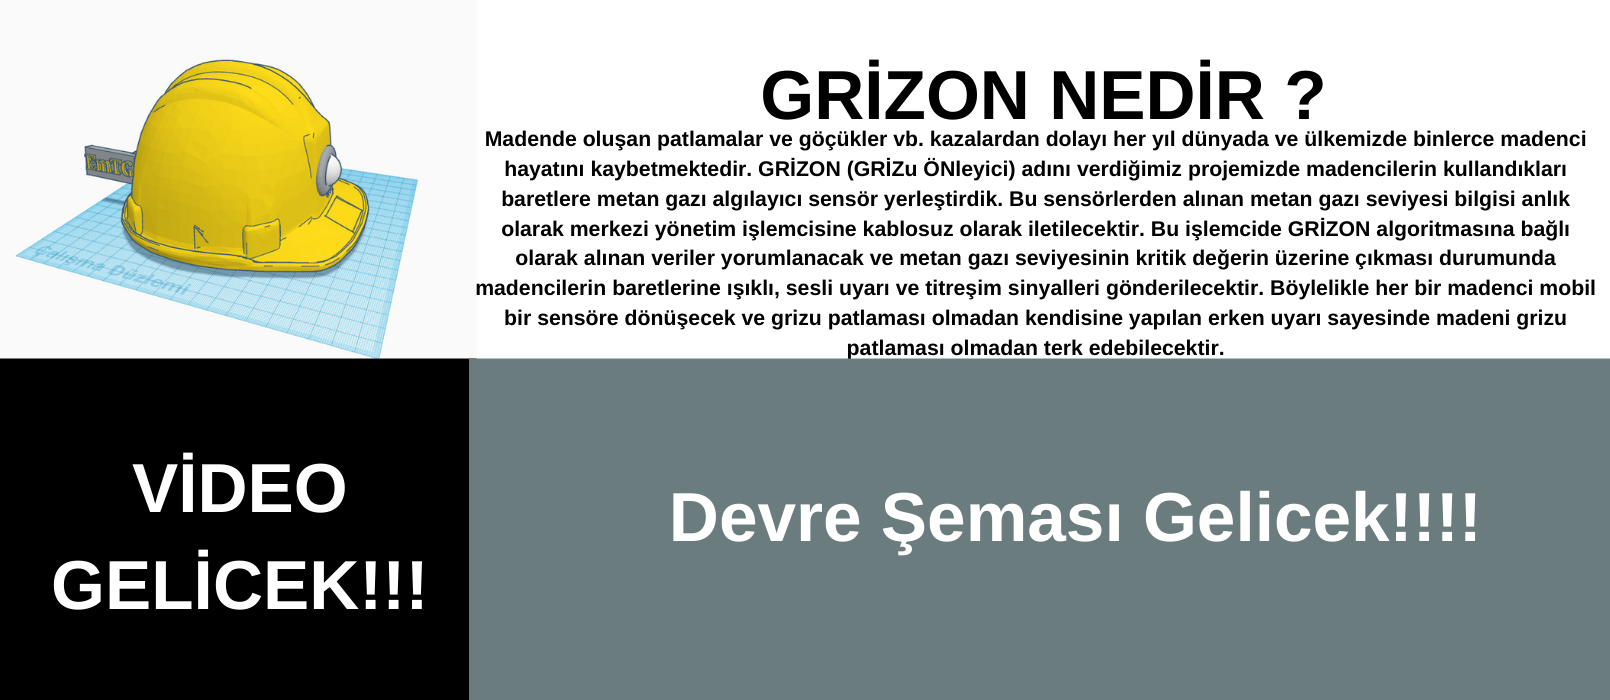 GRİZON NEDİR ?
Madende oluşan patlamalar ve göçükler vb. kazalardan dolayı her yıl dünyada ve ülkemizde binlerce madenci
hayatını kaybetmektedir. GRİZON (GRİZu ÖNleyici) adını verdiğimiz projemizde madencilerin kullandıkları
baretlere metan gazı algılayıcı sensör yerleştirdik. Bu sensörlerden alınan metan gazı seviyesi bilgisi anlık
olarak merkezi yönetim işlemcisine kablosuz olarak iletilecektir. Bu işlemcide GRİZON algoritmasına bağlı
olarak alınan veriler yorumlanacak ve metan gazı seviyesinin kritik değerin üzerine çıkması durumunda
madencilerin baretlerine ışıklı, sesli uyarı ve titreşim sinyalleri gönderilecektir. Böylelikle her bir madenci mobil
bir sensöre dönüşecek ve grizu patlaması olmadan kendisine yapılan erken uyarı sayesinde madeni grizu
patlaması olmadan terk edebilecektir.
EmTG
Çalışma Düzlemi
VİDEO
GELİCEK!!!
Devre Şeması Gelicek!!!!